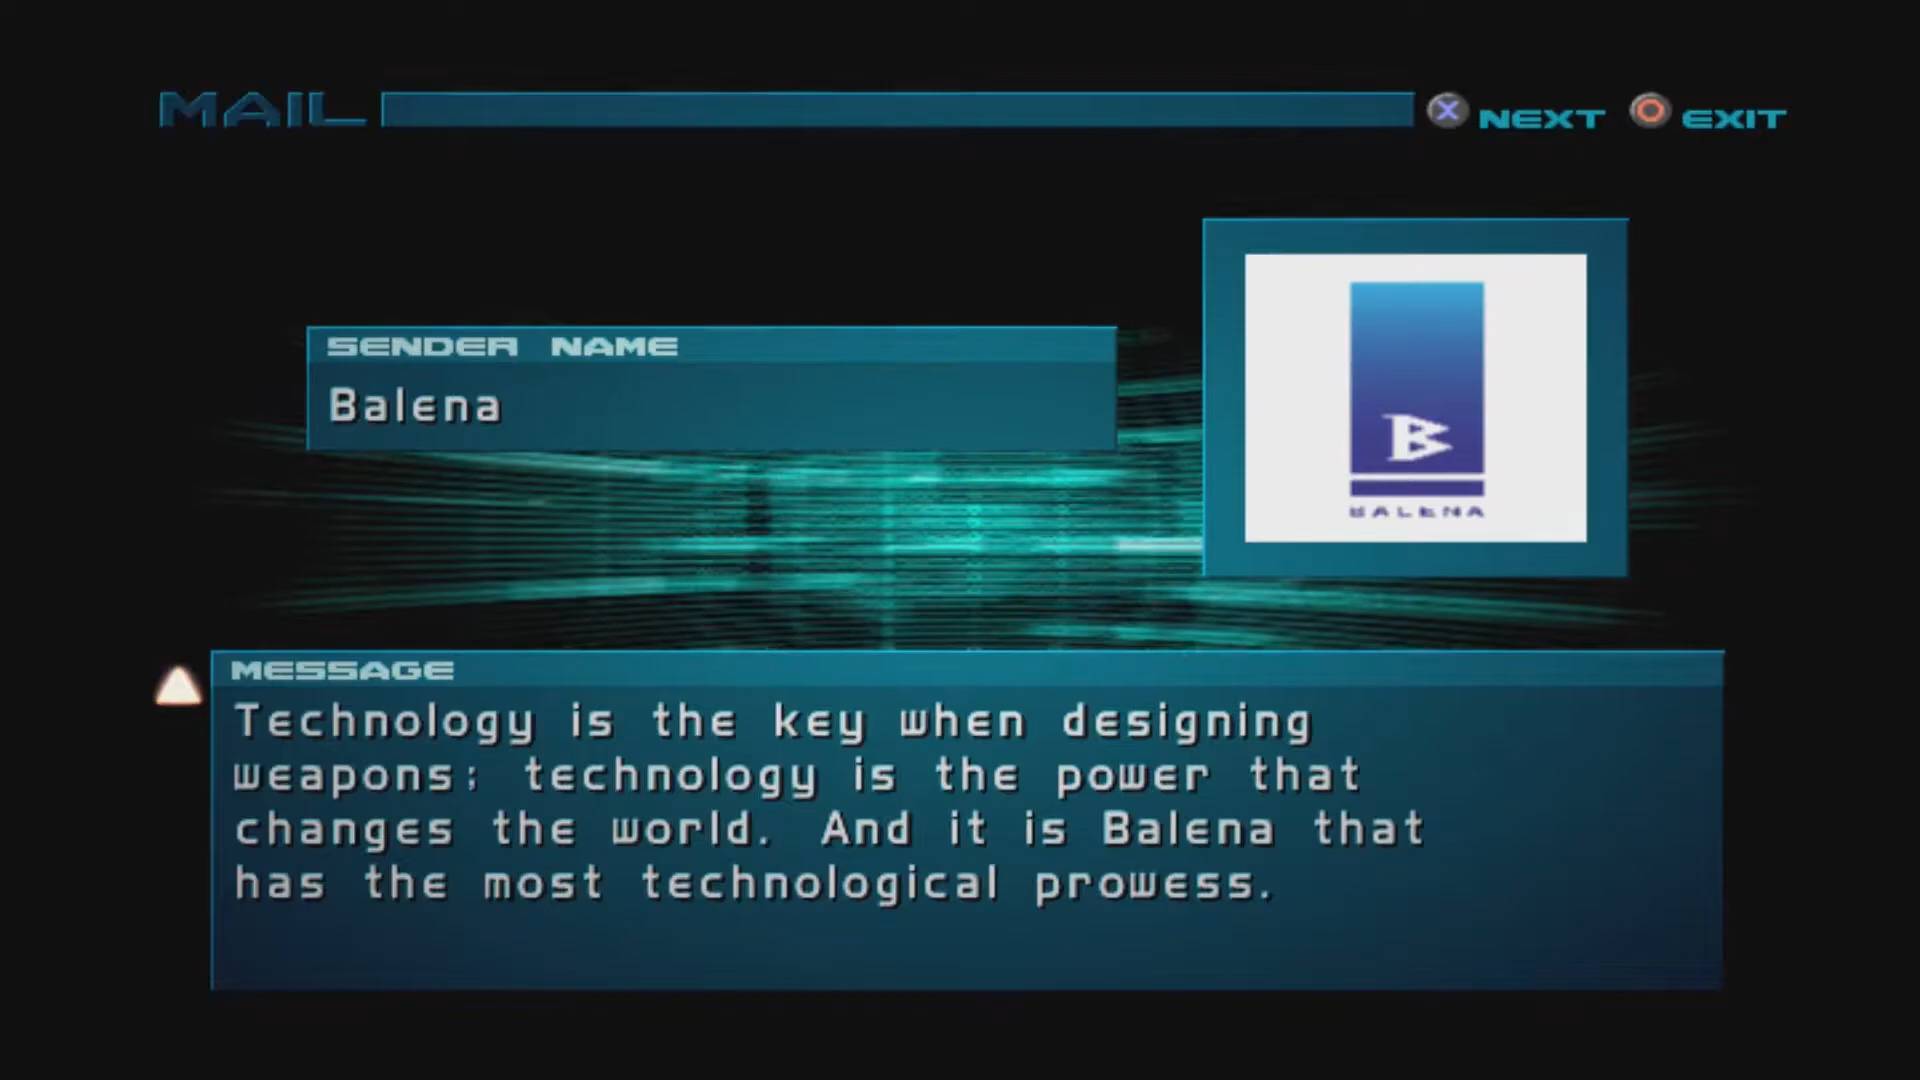 MAIL
NEXT
EXIT
SENDER NAME
Balena
B
BALENA
MESSAGE
Technology is the key when designing
weapons; technology is the power that
changes the world. And it is Balena that
has the most technological prowess.